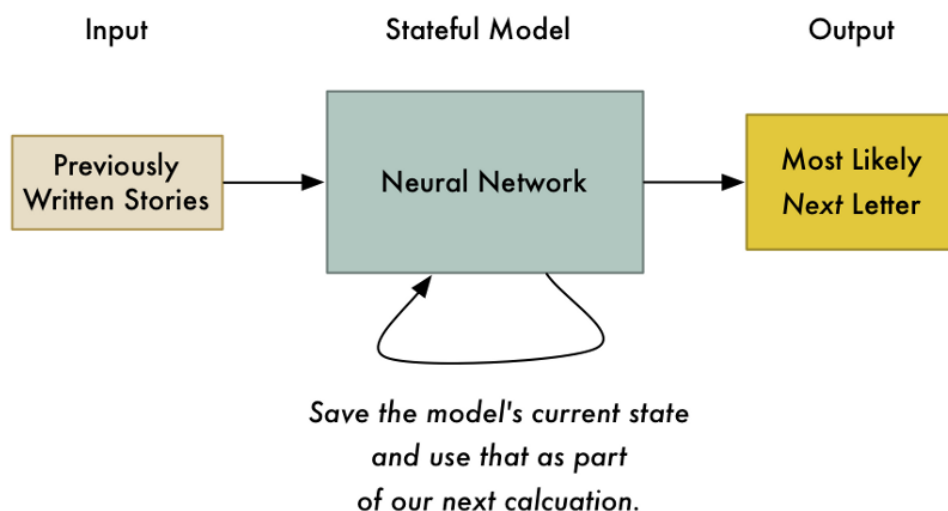 Input
Stateful Model
Output
Previously
Written Stories
Neural Network
Most Likely
Next Letter
Save the model's current state
and use that as part
of our next calcuation.